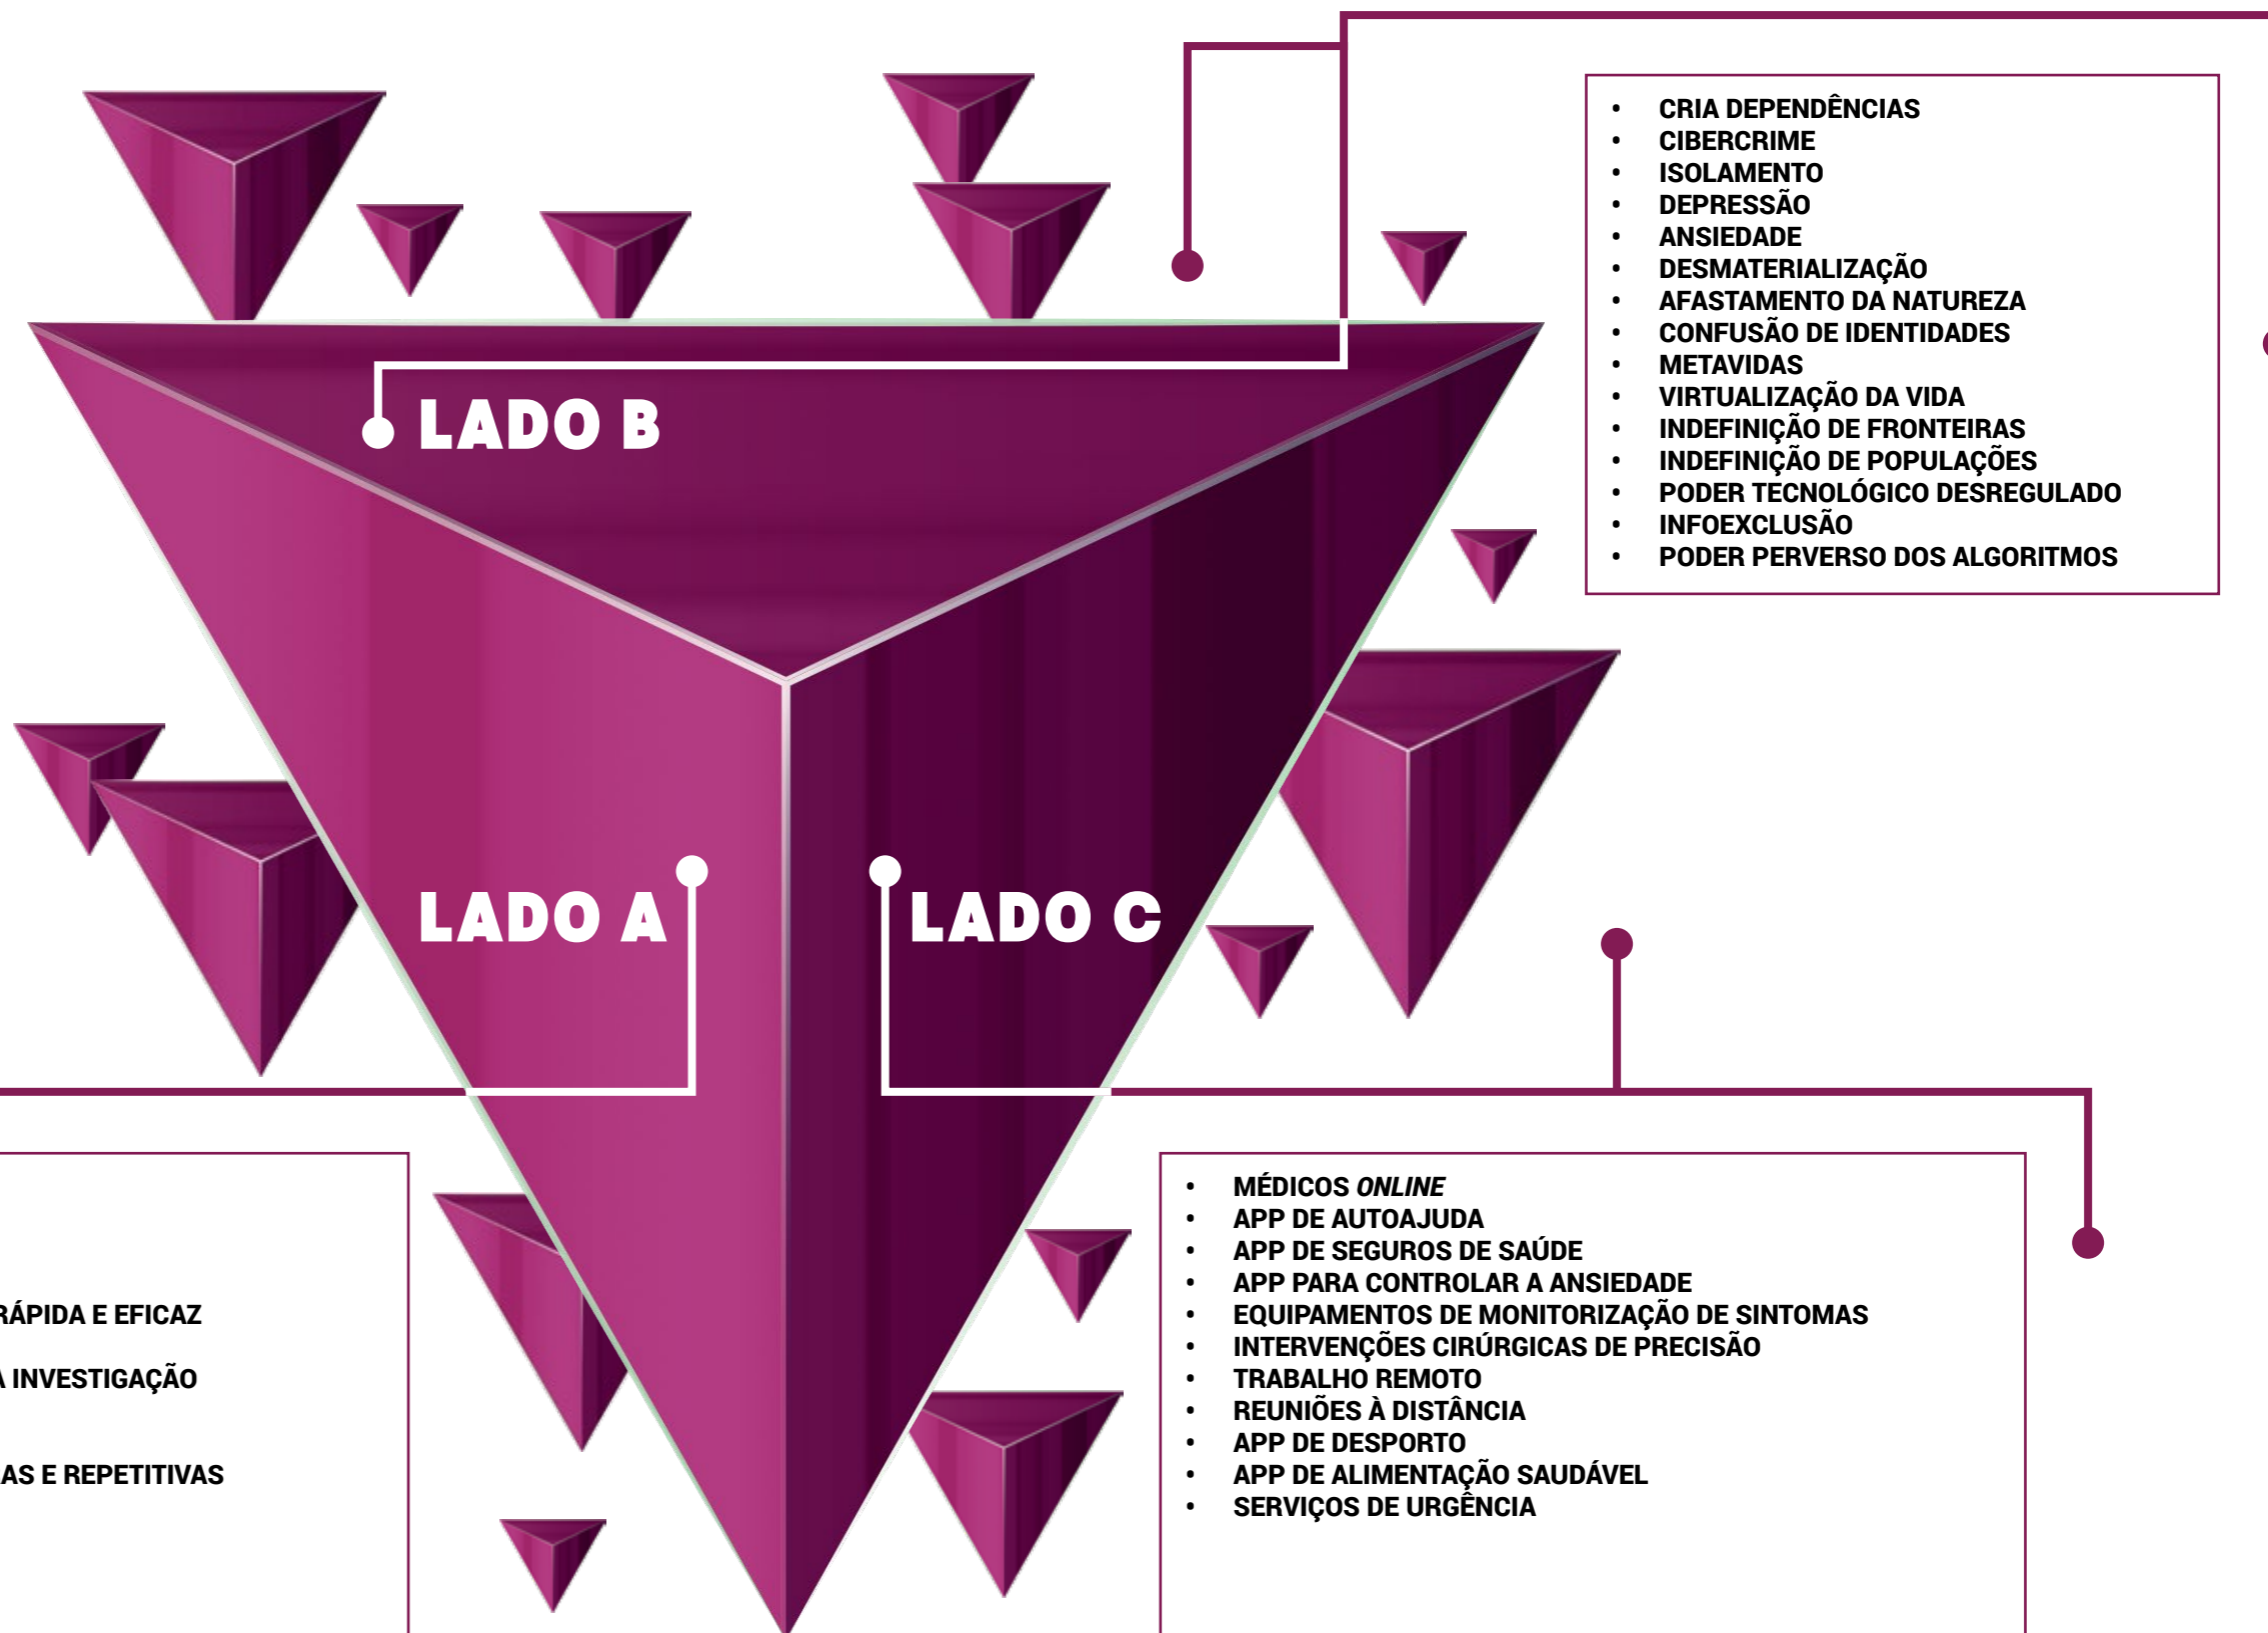 • CRIA DEPENDÊNCIAS
• CIBERCRIME
• ISOLAMENTO
• DEPRESSÃO
• ANSIEDADE
• DESMATERIALIZAÇÃO
• AFASTAMENTO DA NATUREZA
• CONFUSÃO DE IDENTIDADES
• METAVIDAS
• VIRTUALIZAÇÃO DA VIDA
• INDEFINIÇÃO DE FRONTEIRAS
• INDEFINIÇÃO DE POPULAÇÕES
• PODER TECNOLÓGICO DESREGULADO
• INFOEXCLUSÃO
• PODER PERVERSO DOS ALGORITMOS
LADO B
LADO A
LADO C
RÁPIDA E EFICAZ
A INVESTIGAÇÃO
AS E REPETITIVAS
• MÉDICOS ONLINE
• APP DE AUTOAJUDA
• APP DE SEGUROS DE SAÚDE
• APP PARA CONTROLAR A ANSIEDADE
• EQUIPAMENTOS DE MONITORIZAÇÃO DE SINTOMAS
• INTERVENÇÕES CIRÚRGICAS DE PRECISÃO
• TRABALHO REMOTO
• REUNIÕES À DISTÂNCIA
• APP DE DESPORTO
• APP DE ALIMENTAÇÃO SAUDÁVEL
• SERVIÇOS DE URGÊNCIA